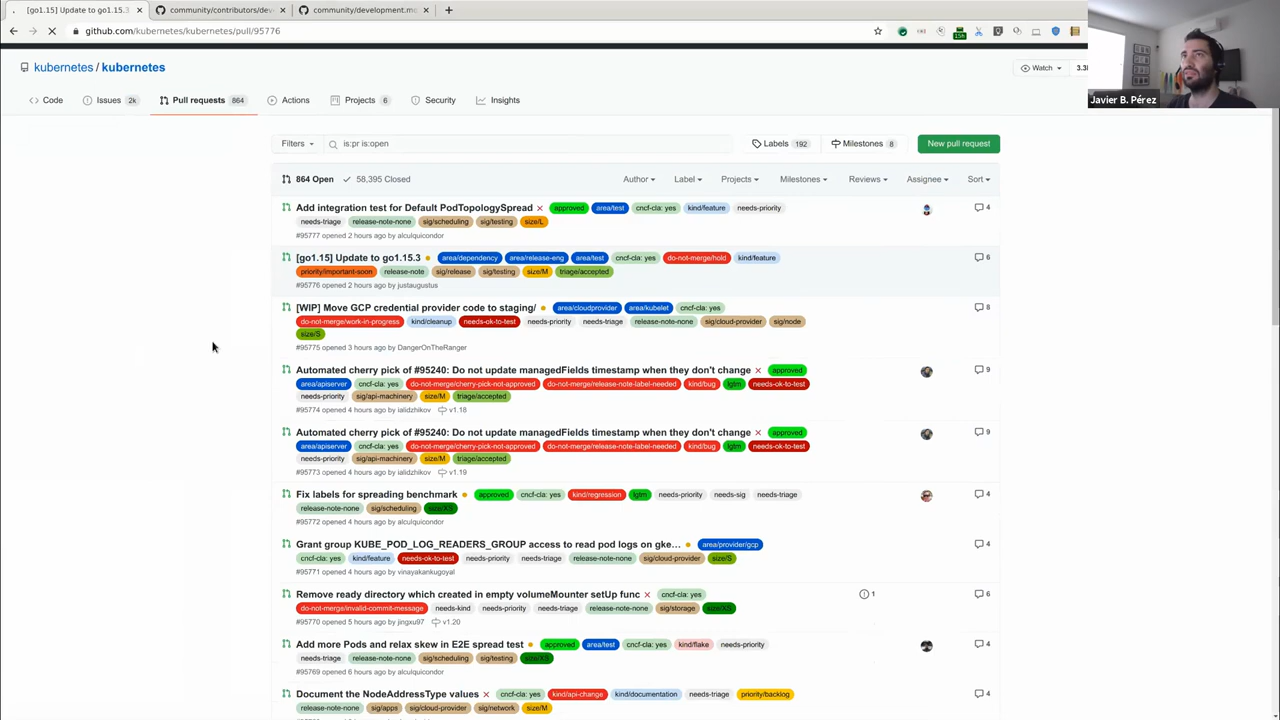 [go1.15] Update to go1.15.3
community/contributors/dev
community/development.mo
github.com/kubernetes/kubernetes/pull/95776
15h
kubernetes / kubernetes
Watch
3.3
Javier B. Pérez
Code
Issues 2k
Pull requests 864
Actions
Projects 6
Security
Insights
Filters
is:pr is:open
Labels 192
Milestones 8
New pull request
864 Open
58,395 Closed
Author
Label
Projects
Milestones
Reviews
Assignee
Sort
Add integration test for Default PodTopologySpread approved area/test cncf-cla: yes kind/feature needs-priority 4
needs-triage release-note-none sig/scheduling sig/testing size/L
#95777 opened 2 hours ago by alculquicondor
[go1.15] Update to go1.15.3 area/dependency area/release-eng area/test cncf-cla: yes do-not-merge/hold kind/feature 6
priority/important-soon release-note sig/release sig/testing size/M triage/accepted
#95776 opened 2 hours ago by justaugustus
[WIP] Move GCP credential provider code to staging/ area/cloudprovider area/kubelet cncf-cla: yes 8
do-not-merge/work-in-progress kind/cleanup needs-ok-to-test needs-priority needs-triage release-note-none sig/cloud-provider sig/node
size/S
#95775 opened 3 hours ago by DangerOnTheRanger
Automated cherry pick of #95240: Do not update managedFields timestamp when they don't change approved 9
area/apiserver cncf-cla: yes do-not-merge/cherry-pick-not-approved do-not-merge/release-note-label-needed kind/bug lgtm needs-ok-to-test
needs-priority sig/api-machinery size/M triage/accepted
#95774 opened 4 hours ago by ialidzhikov v1.18
Automated cherry pick of #95240: Do not update managedFields timestamp when they don't change approved 9
area/apiserver cncf-cla: yes do-not-merge/cherry-pick-not-approved do-not-merge/release-note-label-needed kind/bug lgtm needs-ok-to-test
needs-priority sig/api-machinery size/M triage/accepted
#95773 opened 4 hours ago by ialidzhikov v1.19
Fix labels for spreading benchmark approved cncf-cla: yes kind/regression lgtm needs-priority needs-sig needs-triage 4
release-note-none sig/scheduling size/XS
#95772 opened 4 hours ago by alculquicondor
Grant group KUBE_POD_LOG_READERS_GROUP access to read pod logs on gke… area/provider/gcp 4
cncf-cla: yes kind/feature needs-ok-to-test needs-priority needs-triage release-note-none sig/cloud-provider size/S
#95771 opened 4 hours ago by vinayakankugoyal
Remove ready directory which created in empty volumeMounter setUp func cncf-cla: yes 1 6
do-not-merge/invalid-commit-message needs-kind needs-priority needs-triage release-note-none sig/storage size/XS
#95770 opened 5 hours ago by jingxu97 v1.20
Add more Pods and relax skew in E2E spread test approved area/test cncf-cla: yes kind/flake needs-priority 4
needs-triage release-note-none sig/scheduling sig/testing size/XS
#95769 opened 6 hours ago by alculquicondor
Document the NodeAddressType values cncf-cla: yes kind/api-change kind/documentation needs-triage priority/backlog 4
release-note-none sig/apps sig/cloud-provider sig/network size/M